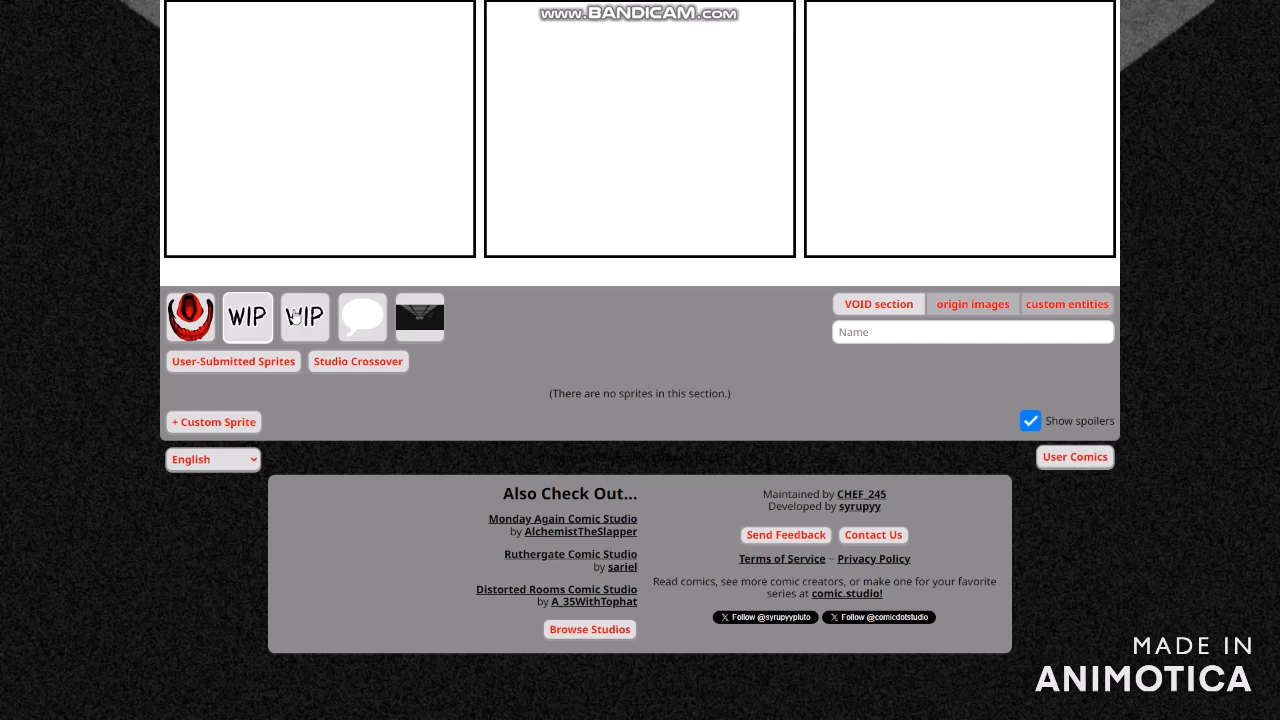 www.BANDICAM.com
WIP
WIP
VOID section
origin images
custom entities
Name
User-Submitted Sprites
Studio Crossover
(There are no sprites in this section.)
+ Custom Sprite
Show spoilers
English
User Comics
Also Check Out...
Monday Again Comic Studio
by AlchemistTheSlapper
Ruthergate Comic Studio
by sariel
Distorted Rooms Comic Studio
by A_35WithTophat
Browse Studios
Maintained by CHEF_245
Developed by syrupyy
Send Feedback
Contact Us
Terms of Service ~ Privacy Policy
Read comics, see more comic creators, or make one for your favorite
series at comic.studio!
X Follow @syrupyypluto
X Follow @comicdotstudio
MADE IN
ANIMOTICA